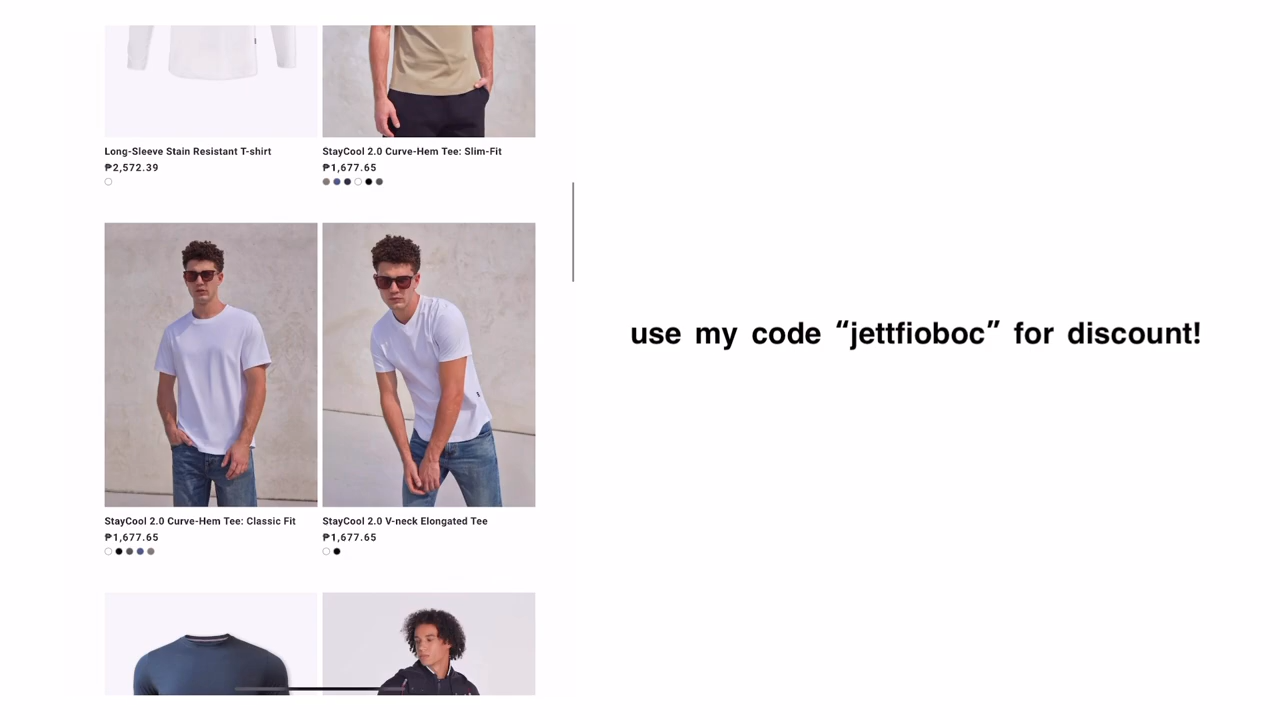 Long-Sleeve Stain Resistant T-shirt
₱2,572.39
StayCool 2.0 Curve-Hem Tee: Slim-Fit
₱1,677.65
use my code “jettfioboc” for discount!
StayCool 2.0 Curve-Hem Tee: Classic Fit
₱1,677.65
StayCool 2.0 V-neck Elongated Tee
₱1,677.65